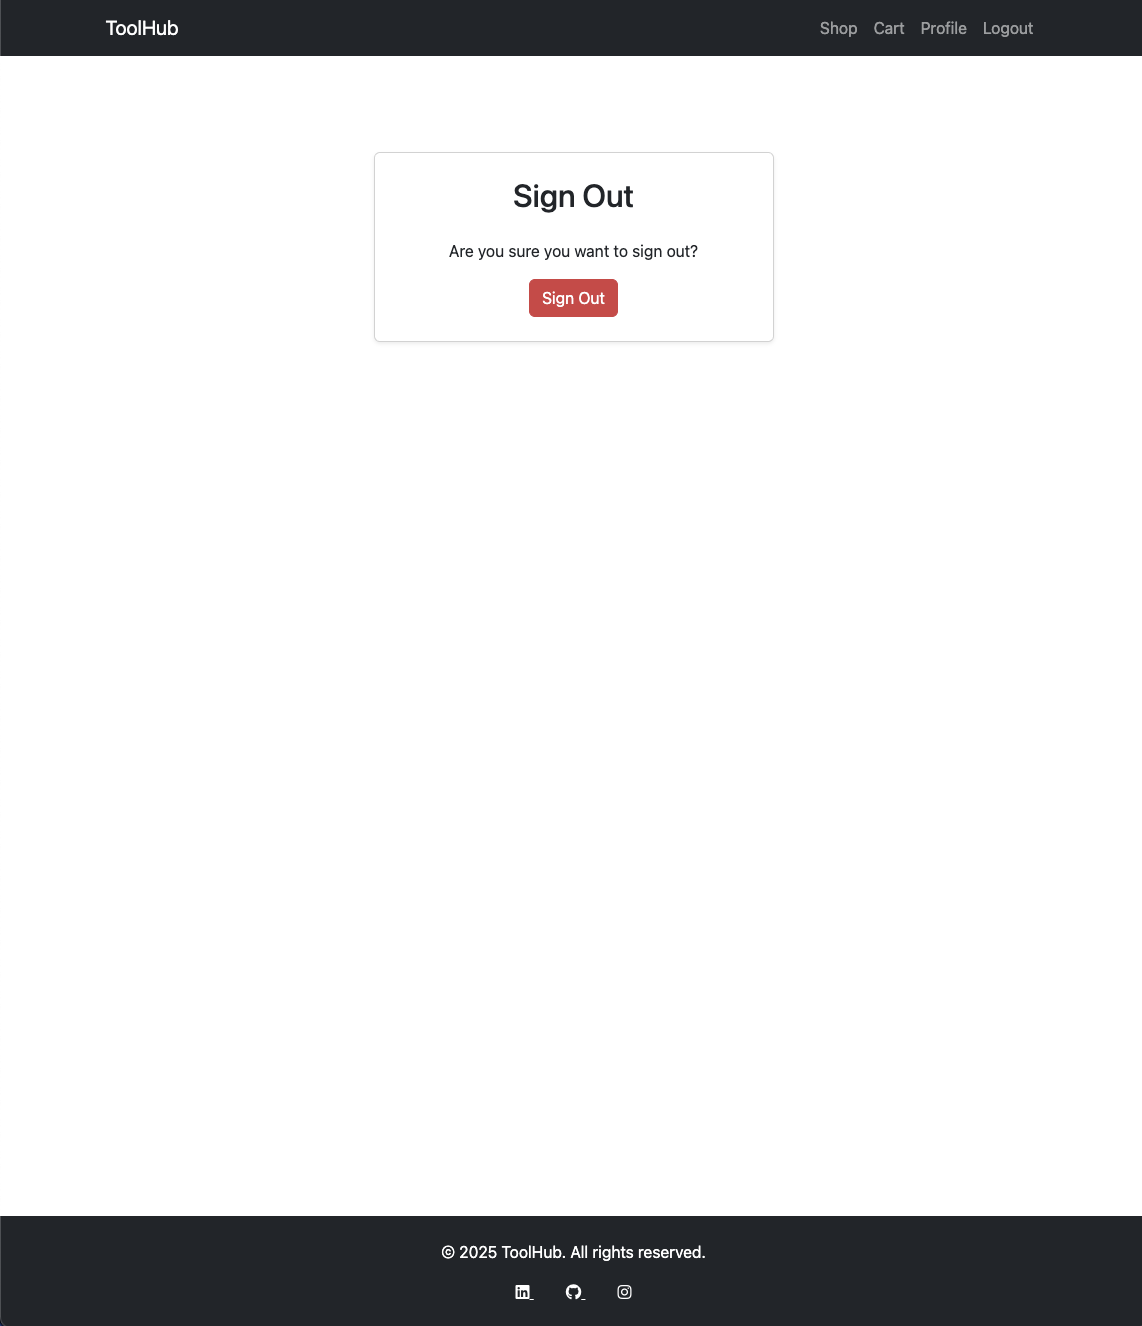 ToolHub Shop Cart Profile Logout
Sign Out
Are you sure you want to sign out?
Sign Out
© 2025 ToolHub. All rights reserved.